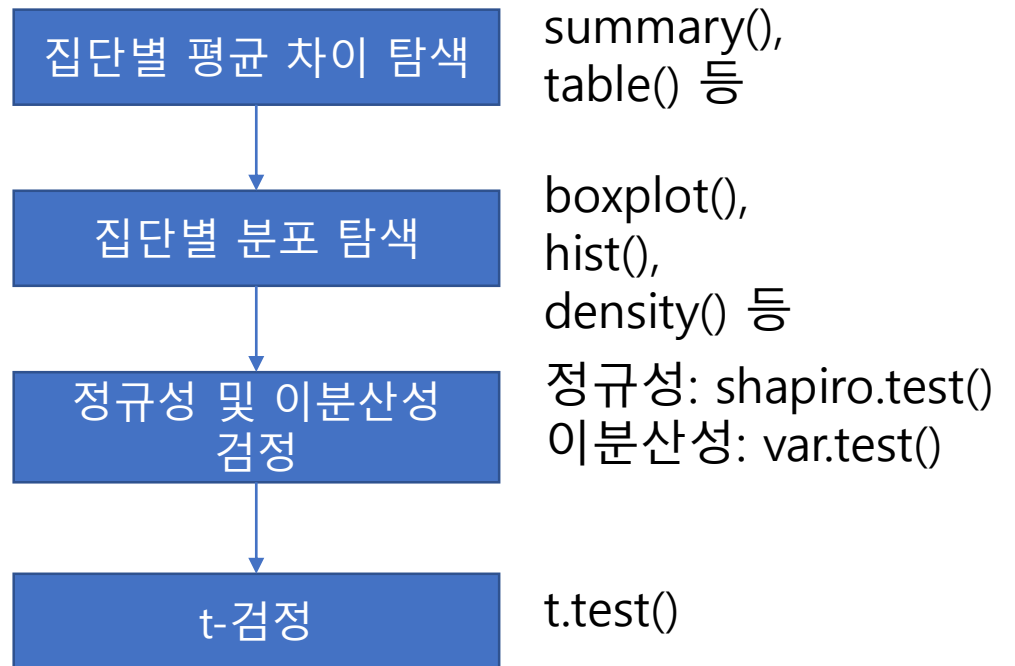 집단별 평균 차이 탐색
summary(),
table() 등
집단별 분포 탐색
boxplot(),
hist(),
density() 등
정규성 및 이분산성
검정
정규성: shapiro.test()
이분산성: var.test()
t-검정
t.test()